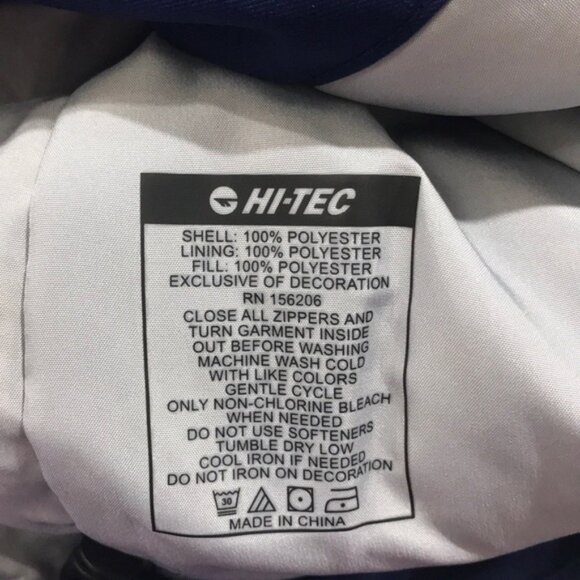 HI-TEC
SHELL: 100% POLYESTER
LINING: 100% POLYESTER
FILL: 100% POLYESTER
EXCLUSIVE OF DECORATION
RN 156206
CLOSE ALL ZIPPERS AND
TURN GARMENT INSIDE
OUT BEFORE WASHING
MACHINE WASH COLD
WITH LIKE COLORS
GENTLE CYCLE
ONLY NON-CHLORINE BLEACH
WHEN NEEDED
DO NOT USE SOFTENERS
TUMBLE DRY LOW
COOL IRON IF NEEDED
DO NOT IRON ON DECORATION
30
MADE IN CHINA